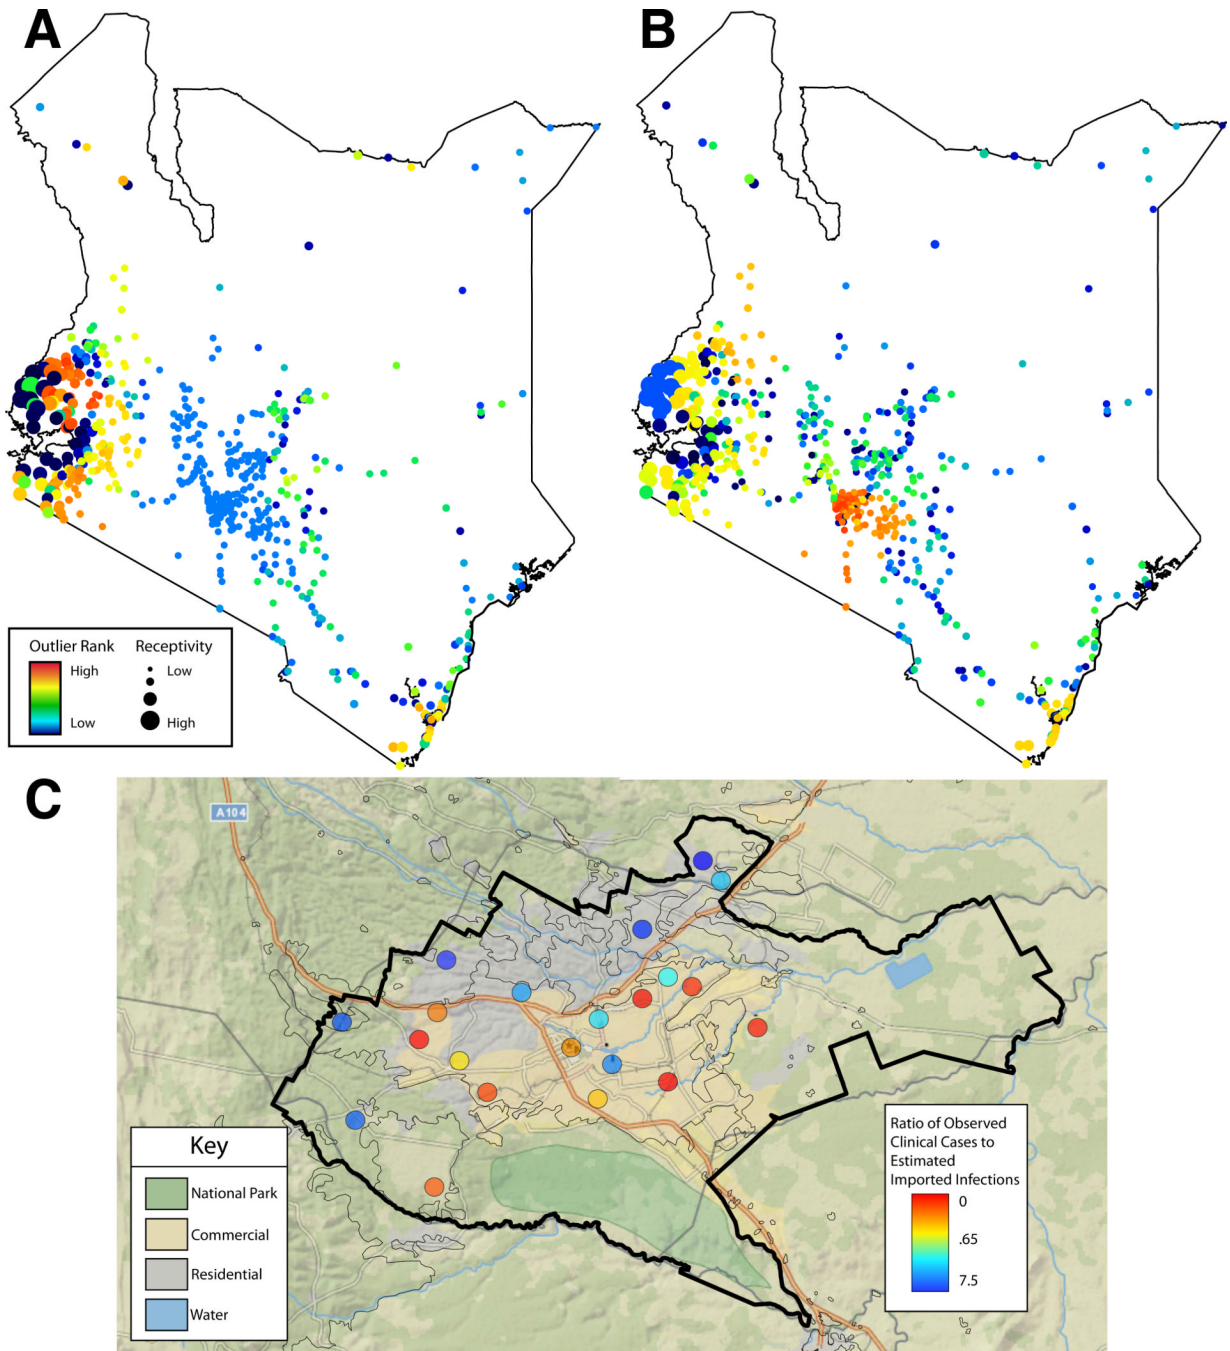 A
B
Outlier Rank
Receptivity
High
Low
Low
High
C
A104
Key
National Park
Commercial
Residential
Water
Ratio of Observed
Clinical Cases to
Estimated
Imported Infections
0
.65
7.5